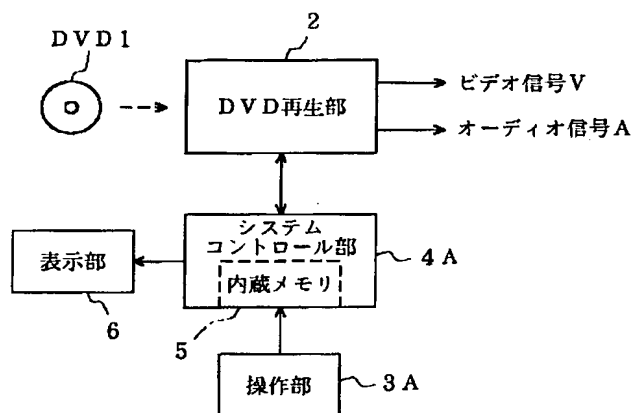 DVD1
2
DVD再生部
ビデオ信号V
オーディオ信号A
システム
コントロール部
内蔵メモリ
4A
表示部
6
5
操作部
3A